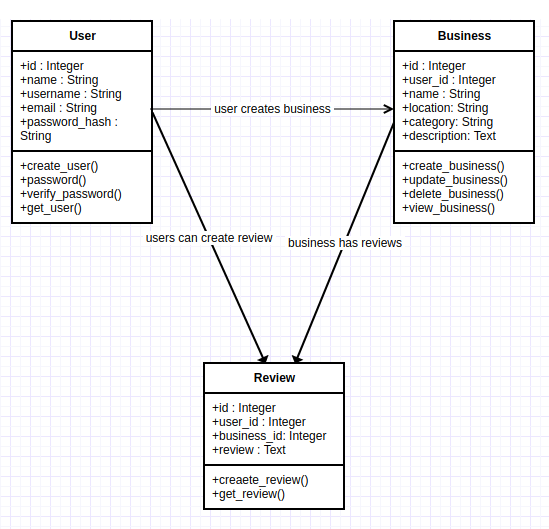 User
+id : Integer
+name : String
+username : String
+email : String
+password_hash :
String
+create_user()
+password()
+verify_password()
+get_user()
user creates business
Business
+id : Integer
+user_id : Integer
+name : String
+location: String
+category: String
+description: Text
+create_business()
+update_business()
+delete_business()
+view_business()
users can create review
business has reviews
Review
+id : Integer
+user_id : Integer
+business_id: Integer
+review : Text
+creaete_review()
+get_review()